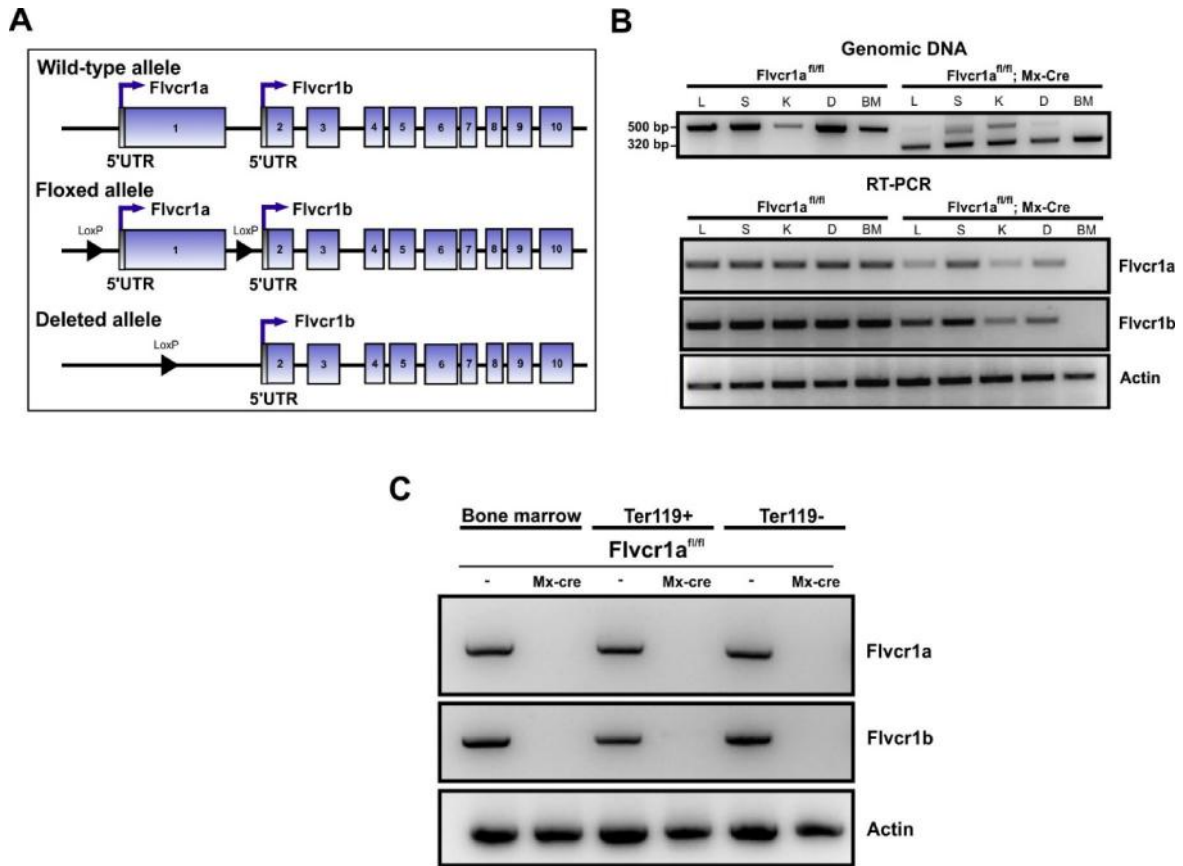 A
Wild-type allele
Flvcr1a Flvcr1b
1 2 3 4 5 6 7 8 9 10
5'UTR 5'UTR
Floxed allele
LoxP Flvcr1a LoxP Flvcr1b
1 2 3 4 5 6 7 8 9 10
5'UTR 5'UTR
Deleted allele
LoxP Flvcr1b
2 3 4 5 6 7 8 9 10
5'UTR
B
Genomic DNA
Flvcr1a^fl/fl Flvcr1a^fl/fl; Mx-Cre
L S K D BM L S K D BM
500 bp
320 bp
RT-PCR
Flvcr1a^fl/fl Flvcr1a^fl/fl; Mx-Cre
L S K D BM L S K D BM
Flvcr1a
Flvcr1b
Actin
C
Bone marrow Ter119+ Ter119-
Flvcr1a^fl/fl
- Mx-cre - Mx-cre - Mx-cre
Flvcr1a
Flvcr1b
Actin